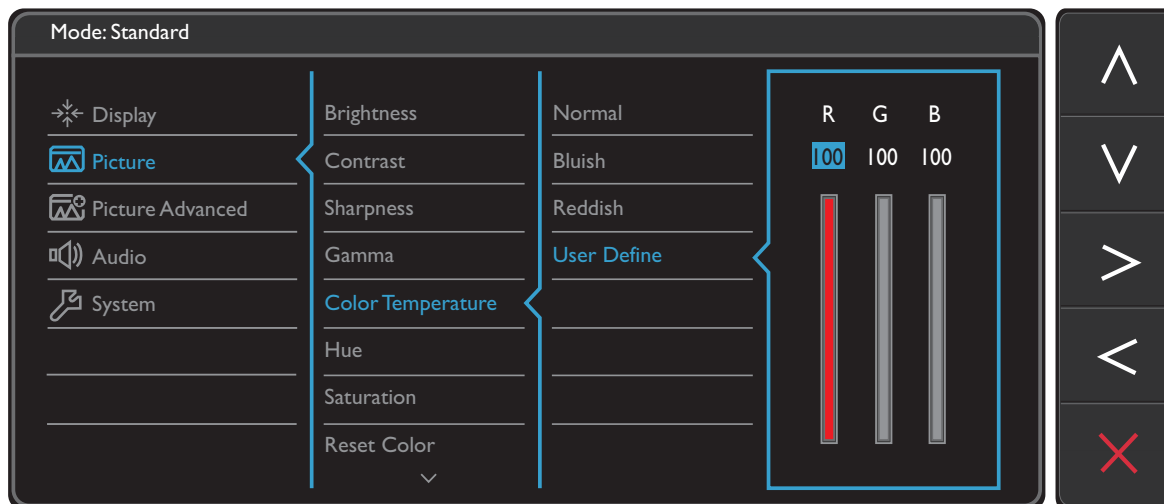 Mode: Standard
Display
Picture
Picture Advanced
Audio
System
Brightness
Contrast
Sharpness
Gamma
Color Temperature
Hue
Saturation
Reset Color
Normal
Bluish
Reddish
User Define
R G B
100 100 100